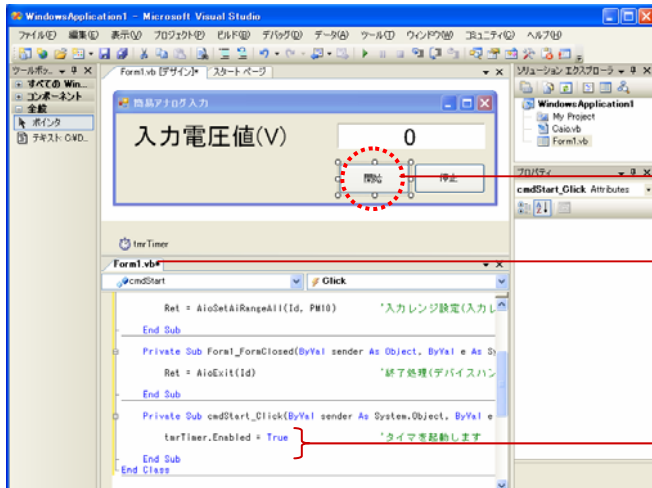 WindowsApplication1 - Microsoft Visual Studio
ファイル(F) 編集(E) 表示(V) プロジェクト(P) ビルド(B) デバッグ(D) データ(A) ツール(T) ウィンドウ(W) コミュニティ(C) ヘルプ(H)
ツールボッ...
すべての Win...
コンポーネント
全般
ポインタ
テキスト: C¥D...
Form1.vb [デザイン]* スタート ページ
簡易アナログ入力
入力電圧値(V) 0
開始 停止
tmrTimer
Form1.vb*
cmdStart Click
Ret = AioSetAiRangeAll(Id, PM10) '入力レンジ設定(入力レ
End Sub
Private Sub Form1_FormClosed(ByVal sender As Object, ByVal e As Sy
Ret = AioExit(Id) '終了処理(デバイスハン
End Sub
Private Sub cmdStart_Click(ByVal sender As System.Object, ByVal e
tmrTimer.Enabled = True 'タイマを起動します
End Sub
End Class
ソリューション エクスプローラ
WindowsApplication1
My Project
Caio.vb
Form1.vb
プロパティ
cmdStart_Click Attributes